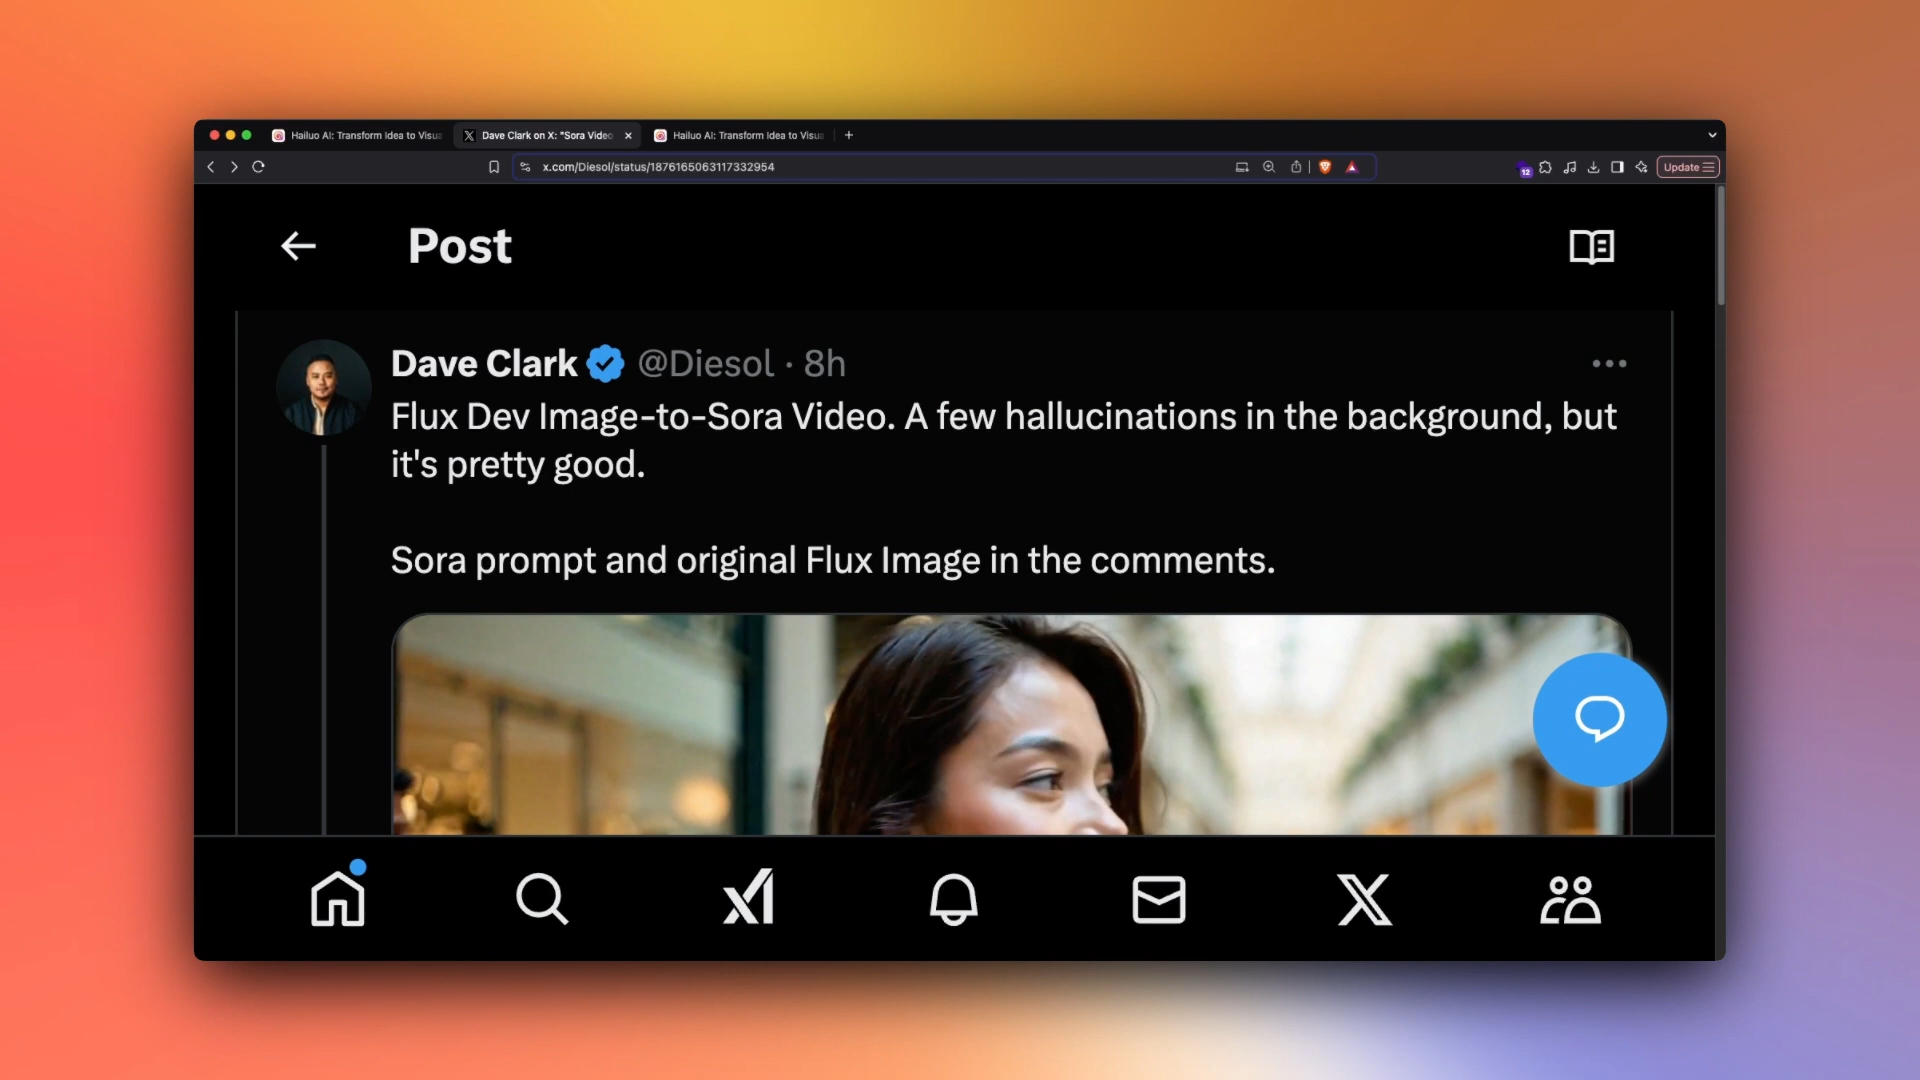 Hailuo AI: Transform Idea to Visua
Dave Clark on X: "Sora Video
Hailuo AI: Transform Idea to Visua
x.com/Diesol/status/1876165063117332954
12
Update
Post
Dave Clark @Diesol · 8h
Flux Dev Image-to-Sora Video. A few hallucinations in the background, but
it's pretty good.
Sora prompt and original Flux Image in the comments.